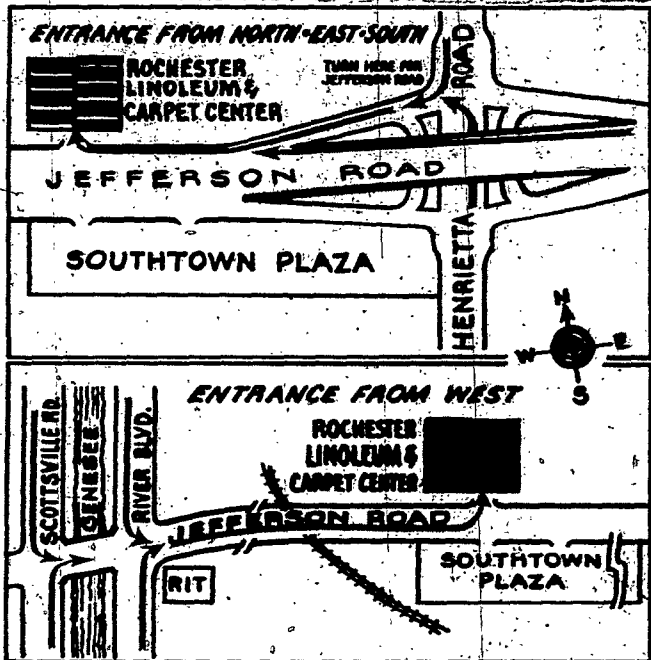 ENTRANCE FROM NORTH-EAST-SOUTH
ROCHESTER
LINOLEUM &
CARPET CENTER
TURN HERE FOR
JEFFERSON ROAD
HENRIETTA ROAD
JEFFERSON ROAD
SOUTHTOWN PLAZA
N
W E
S
ENTRANCE FROM WEST
SCOTTSVILLE RD.
GENESEE
RIVER BLVD.
ROCHESTER
LINOLEUM &
CARPET CENTER
JEFFERSON ROAD
RIT
SOUTHTOWN
PLAZA